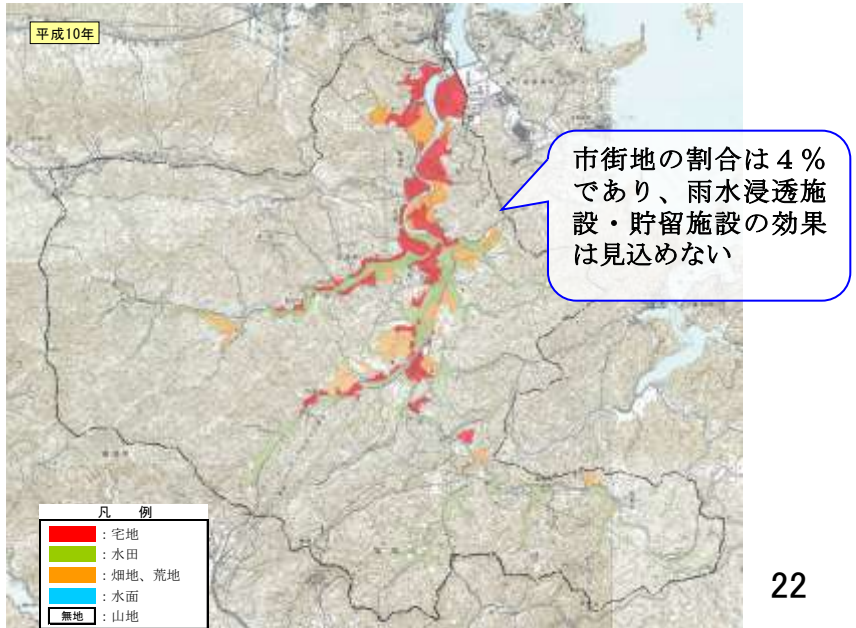 平成10年
市街地の割合は４％
であり、雨水浸透施
設・貯留施設の効果
は見込めない
凡　例
：宅地
：水田
：畑地、荒地
：水面
無地：山地
22